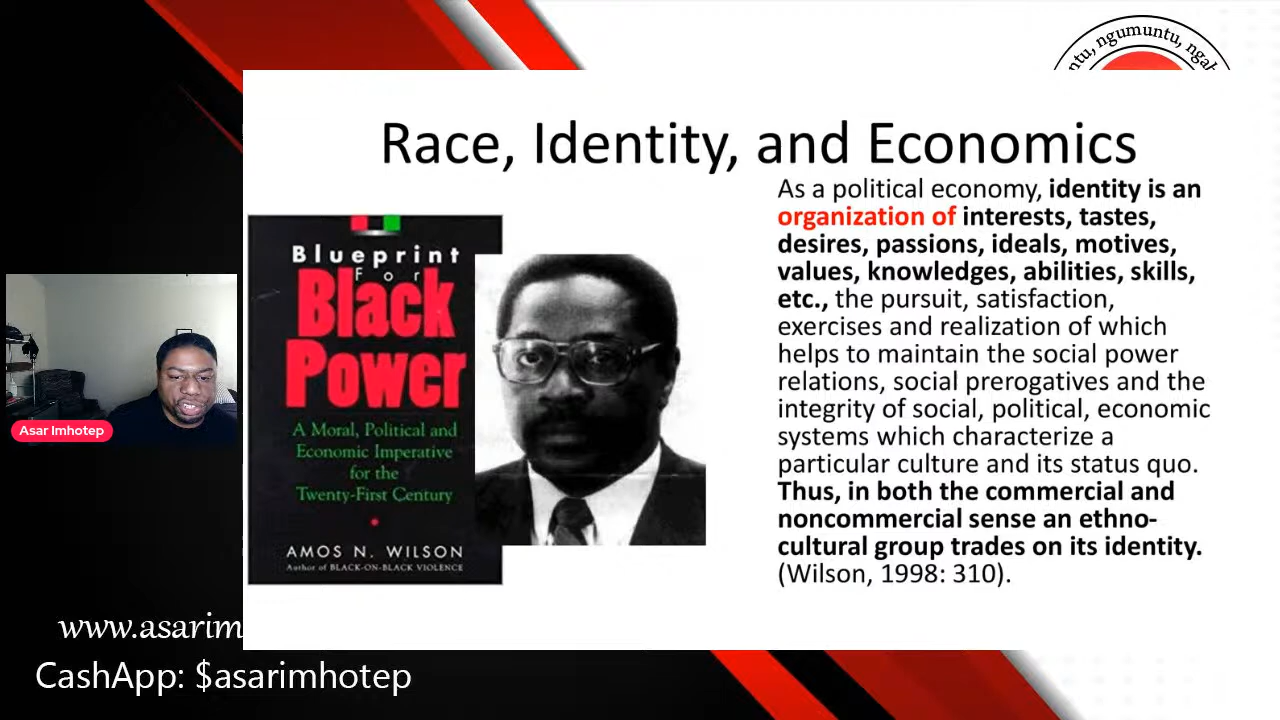 ntu, ngumuntu, ngab
Race, Identity, and Economics
As a political economy, identity is an
organization of interests, tastes,
desires, passions, ideals, motives,
values, knowledges, abilities, skills,
etc., the pursuit, satisfaction,
exercises and realization of which
helps to maintain the social power
relations, social prerogatives and the
integrity of social, political, economic
systems which characterize a
particular culture and its status quo.
Thus, in both the commercial and
noncommercial sense an ethno-
cultural group trades on its identity.
(Wilson, 1998: 310).
Blueprint
For
Black
Power
A Moral, Political and
Economic Imperative
for the
Twenty-First Century
AMOS N. WILSON
Author of BLACK-ON-BLACK VIOLENCE
Asar Imhotep
www.asarim
CashApp: $asarimhotep